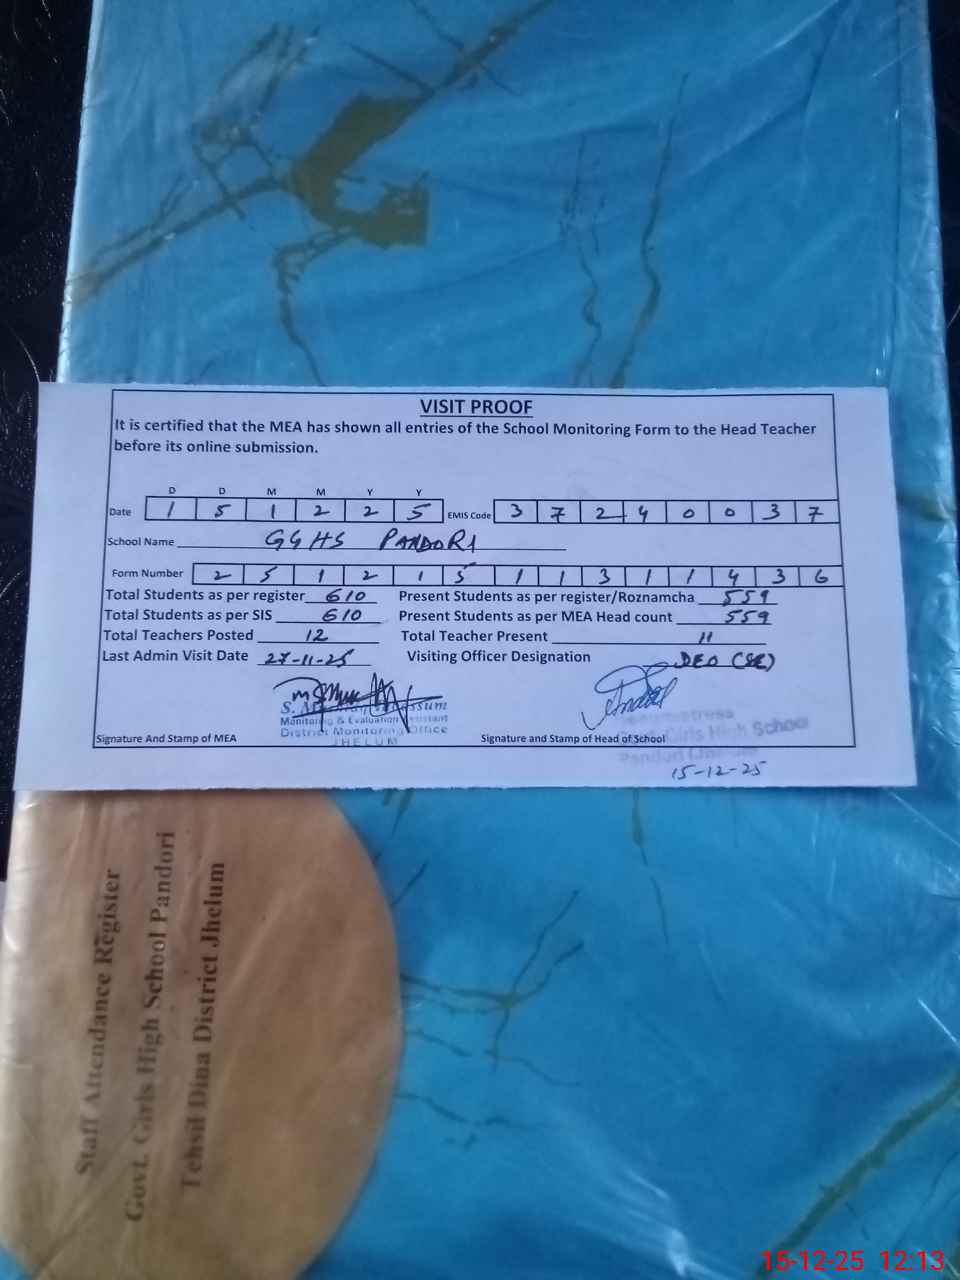 VISIT PROOF
It is certified that the MEA has shown all entries of the School Monitoring Form to the Head Teacher
before its online submission.
D D M M Y Y
Date 1 5 1 2 2 5 EMIS Code 3 7 2 4 0 0 3 7
School Name GGHS PANDORI
Form Number 2 5 1 2 1 5 1 1 3 1 1 4 3 6
Total Students as per register 610 Present Students as per register/Roznamcha 559
Total Students as per SIS 610 Present Students as per MEA Head count 559
Total Teachers Posted 12 Total Teacher Present 11
Last Admin Visit Date 27-11-25 Visiting Officer Designation DEO (SE)
Monitoring & Evaluation Assistant
District Monitoring Office
JHELUM
Signature And Stamp of MEA
Signature and Stamp of Head of School
Girls High School
15-12-25
Staff Attendance Register
Govt. Girls High School Pandori
Tehsil Dina District Jhelum
15-12-25 12:13